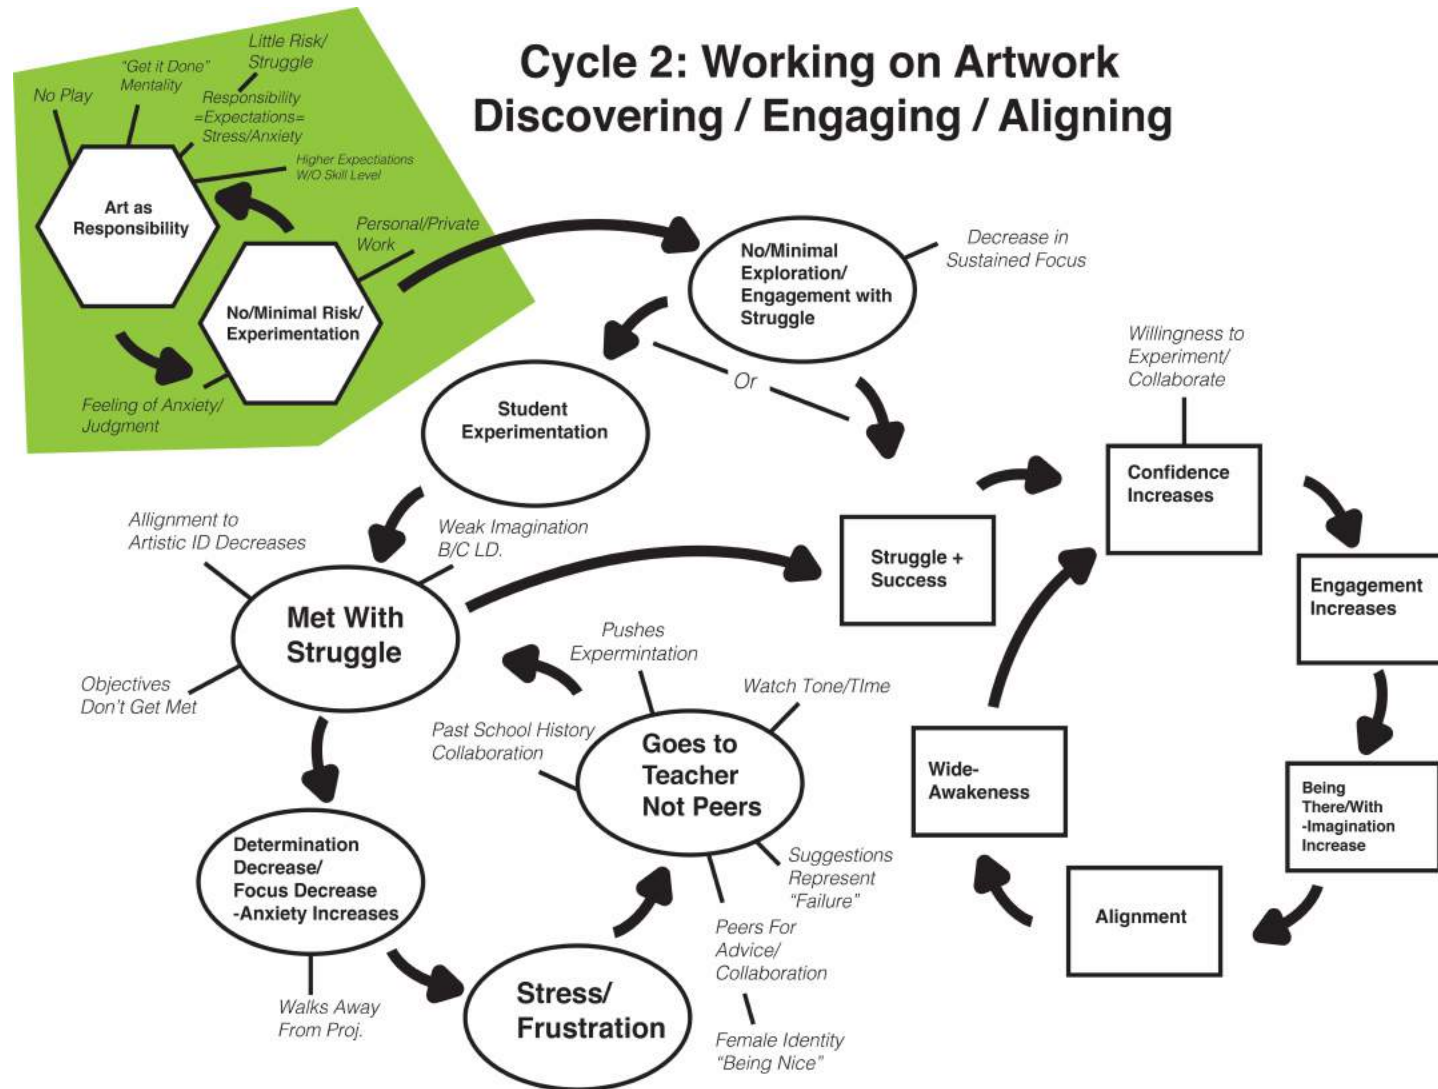 Cycle 2: Working on Artwork
Discovering / Engaging / Aligning
Little Risk/
Struggle
"Get it Done"
Mentality
No Play
Responsibility
=Expectations=
Stress/Anxiety
Higher Expectiations
W/O Skill Level
Art as
Responsibility
Personal/Private
Work
No/Minimal Risk/
Experimentation
Feeling of Anxiety/
Judgment
No/Minimal
Exploration/
Engagement with
Struggle
Decrease in
Sustained Focus
Or
Student
Experimentation
Willingness to
Experiment/
Collaborate
Confidence
Increases
Allignment to
Artistic ID Decreases
Weak Imagination
B/C LD.
Met With
Struggle
Struggle +
Success
Engagement
Increases
Objectives
Don't Get Met
Pushes
Expermintation
Watch Tone/TIme
Past School History
Collaboration
Goes to
Teacher
Not Peers
Wide-
Awakeness
Being
There/With
-Imagination
Increase
Determination
Decrease/
Focus Decrease
-Anxiety Increases
Suggestions
Represent
"Failure"
Alignment
Peers For
Advice/
Collaboration
Walks Away
From Proj.
Stress/
Frustration
Female Identity
"Being Nice"